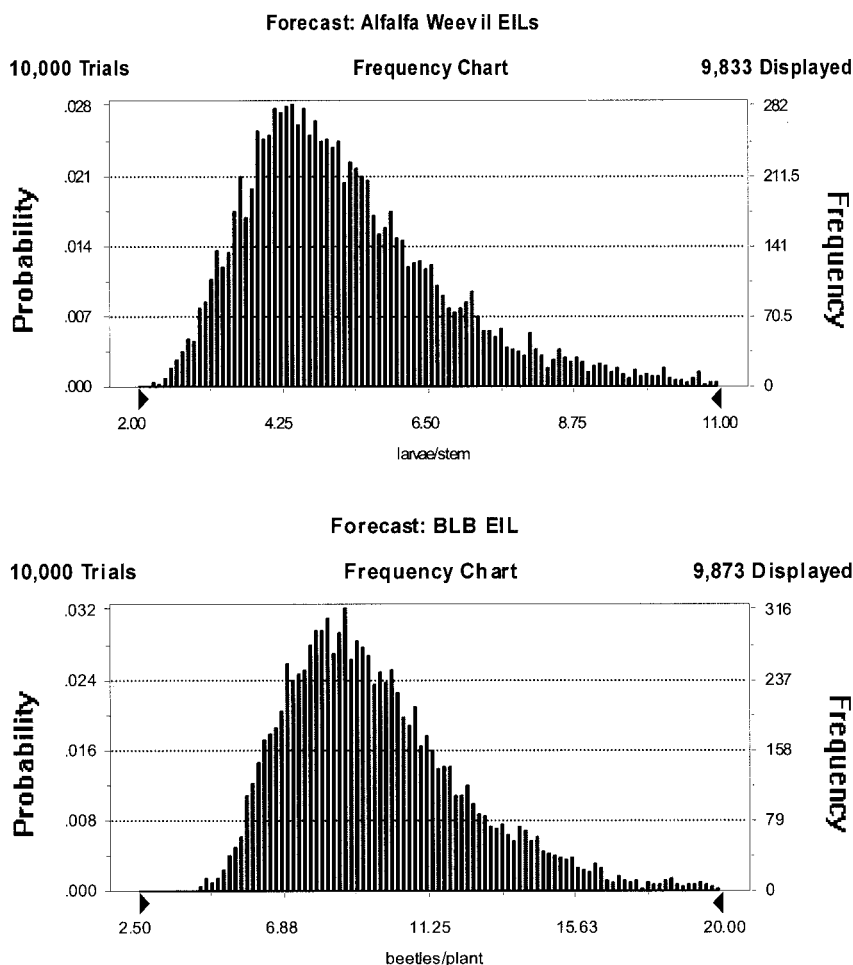 Forecast: Alfalfa Weevil EILs
10,000 Trials Frequency Chart 9,833 Displayed
.028 282
.021 211.5
.014 141
.007 70.5
.000 0
Probability
Frequency
2.00 4.25 6.50 8.75 11.00
larvae/stem
Forecast: BLB EIL
10,000 Trials Frequency Chart 9,873 Displayed
.032 316
.024 237
.016 158
.008 79
.000 0
Probability
Frequency
2.50 6.88 11.25 15.63 20.00
beetles/plant